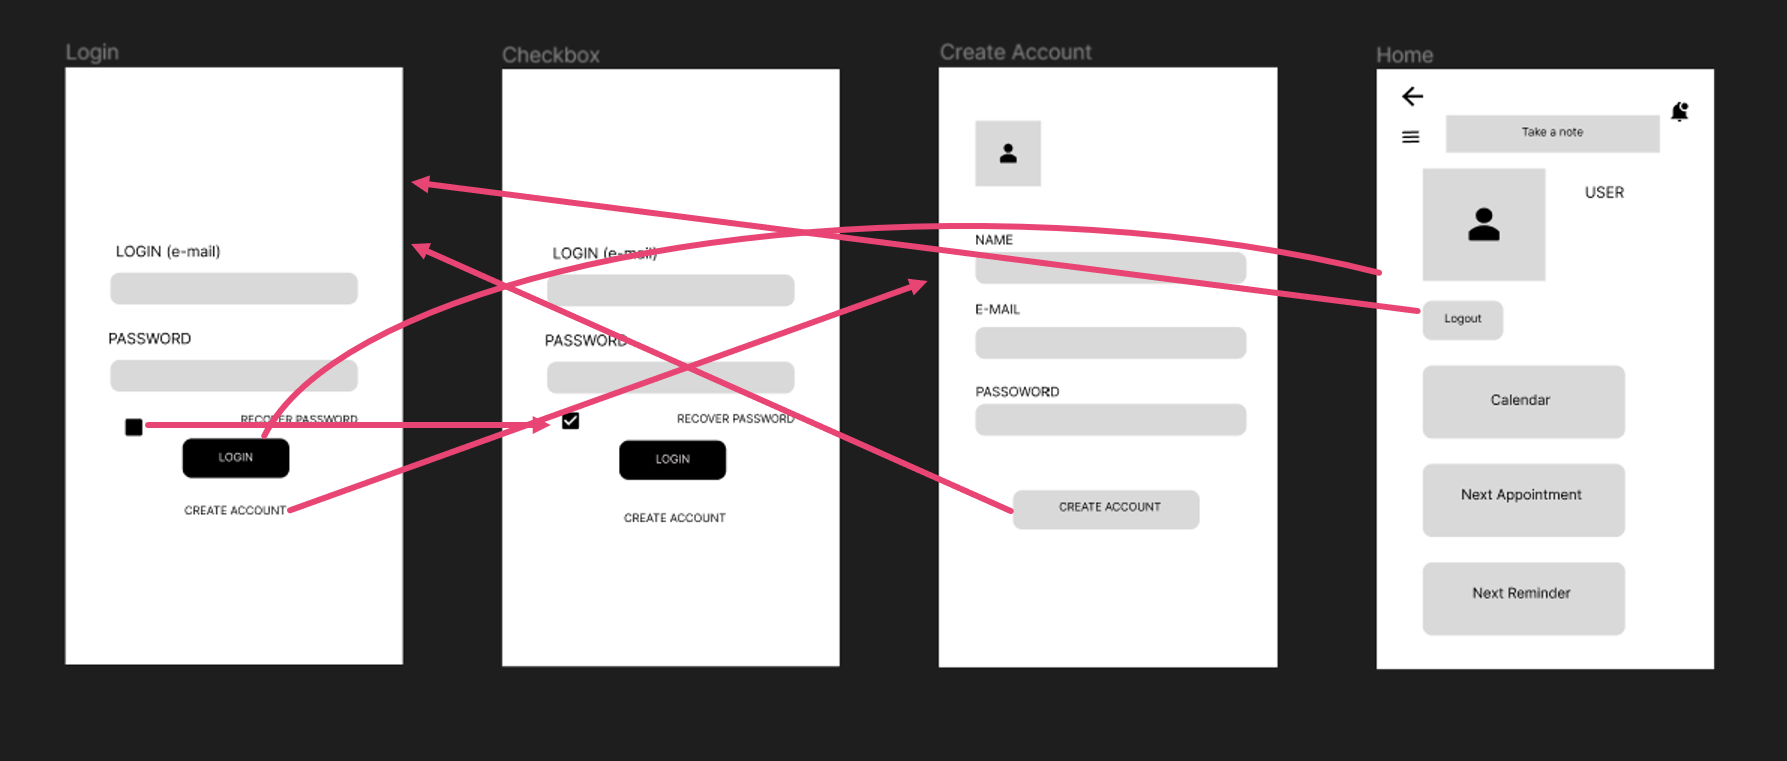 Login
LOGIN (e-mail)
PASSWORD
RECOVER PASSWORD
LOGIN
CREATE ACCOUNT
Checkbox
LOGIN (e-mail)
PASSWORD
RECOVER PASSWORD
LOGIN
CREATE ACCOUNT
Create Account
NAME
E-MAIL
PASSOWORD
CREATE ACCOUNT
Home
Take a note
USER
Logout
Calendar
Next Appointment
Next Reminder